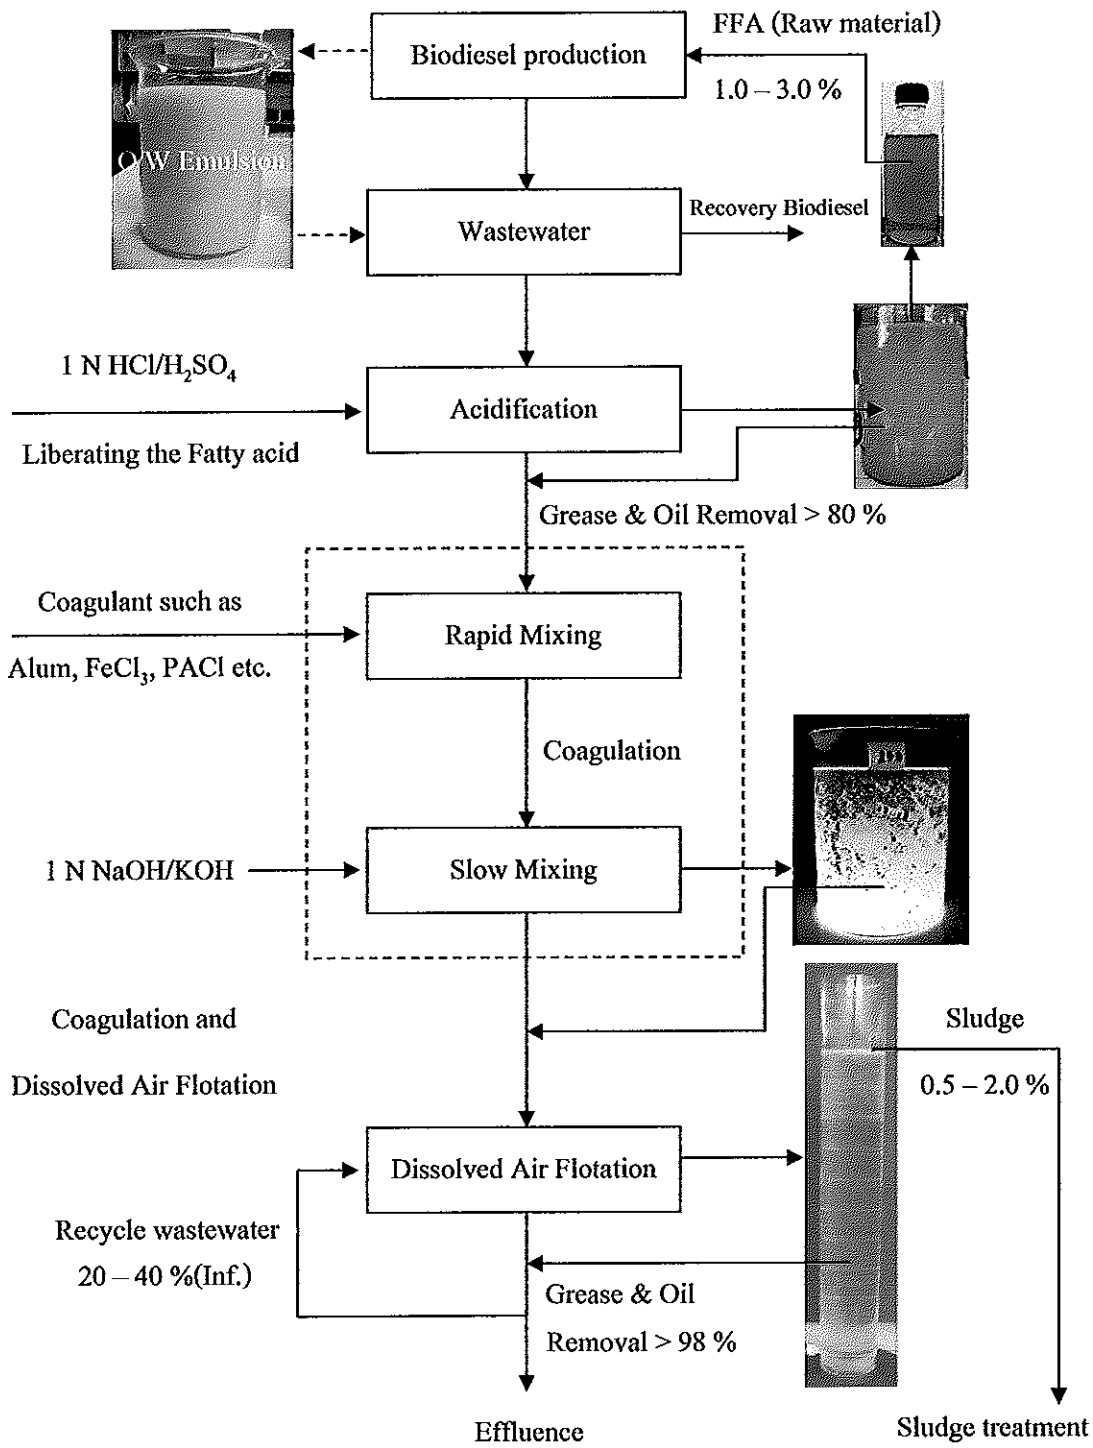 FFA (Raw material)
Biodiesel production
1.0 – 3.0 %
O/W Emulsion
Recovery Biodiesel
Wastewater
1 N HCl/H₂SO₄
Acidification
Liberating the Fatty acid
Grease & Oil Removal > 80 %
Coagulant such as
Rapid Mixing
Alum, FeCl₃, PACl etc.
Coagulation
1 N NaOH/KOH
Slow Mixing
Coagulation and
Dissolved Air Flotation
Sludge
0.5 – 2.0 %
Dissolved Air Flotation
Recycle wastewater
20 – 40 %(Inf.)
Grease & Oil
Removal > 98 %
Effluence
Sludge treatment